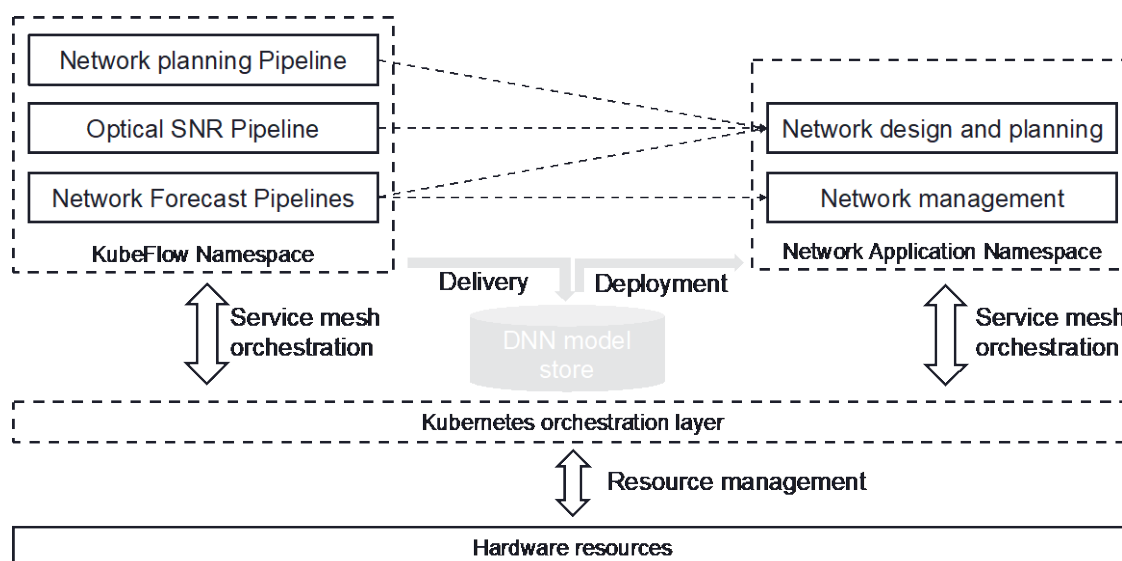 Network planning Pipeline
Optical SNR Pipeline
Network Forecast Pipelines
KubeFlow Namespace
Network design and planning
Network management
Network Application Namespace
Delivery
Deployment
DNN model
store
Service mesh
orchestration
Service mesh
orchestration
Kubernetes orchestration layer
Resource management
Hardware resources